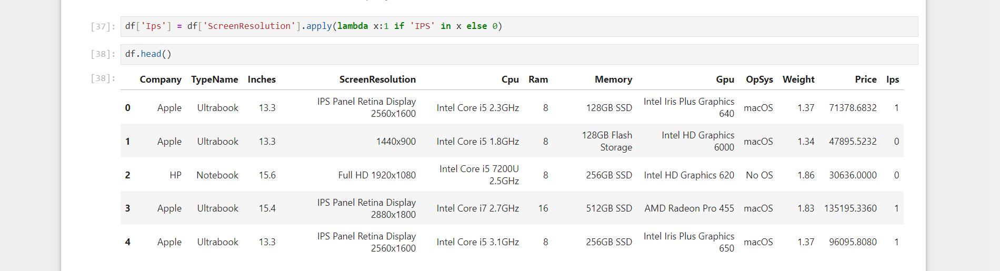 [37]: df['Ips'] = df['ScreenResolution'].apply(lambda x:1 if 'IPS' in x else 0)
[38]: df.head()
[38]: Company TypeName Inches ScreenResolution Cpu Ram Memory Gpu OpSys Weight Price Ips
0 Apple Ultrabook 13.3 IPS Panel Retina Display 2560x1600 Intel Core i5 2.3GHz 8 128GB SSD Intel Iris Plus Graphics 640 macOS 1.37 71378.6832 1
1 Apple Ultrabook 13.3 1440x900 Intel Core i5 1.8GHz 8 128GB Flash Storage Intel HD Graphics 6000 macOS 1.34 47895.5232 0
2 HP Notebook 15.6 Full HD 1920x1080 Intel Core i5 7200U 2.5GHz 8 256GB SSD Intel HD Graphics 620 No OS 1.86 30636.0000 0
3 Apple Ultrabook 15.4 IPS Panel Retina Display 2880x1800 Intel Core i7 2.7GHz 16 512GB SSD AMD Radeon Pro 455 macOS 1.83 135195.3360 1
4 Apple Ultrabook 13.3 IPS Panel Retina Display 2560x1600 Intel Core i5 3.1GHz 8 256GB SSD Intel Iris Plus Graphics 650 macOS 1.37 96095.8080 1